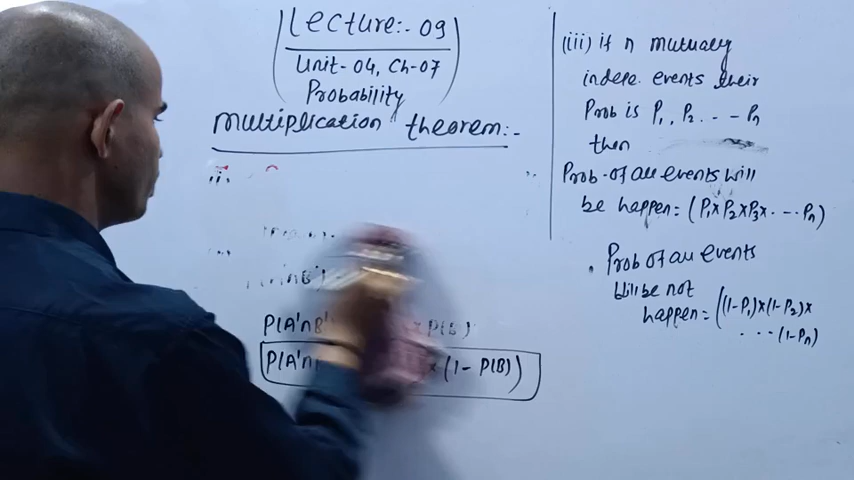 Lecture:- 09
Unit-04, Ch-07
Probability
Multiplication theorem:-
P(A'∩B' × P(B)
P(A'∩ × (1 - P(B))
(iii) if n mutualy
indepe. events their
Prob is P₁, P₂ . . - - Pₙ
then
Prob. of all events will
be happen = (P₁×P₂×P₃×. - . - Pₙ)
. Prob of all events
will be not
happen = ((1-P₁)×(1-P₂)×
. . . . (1-Pₙ)